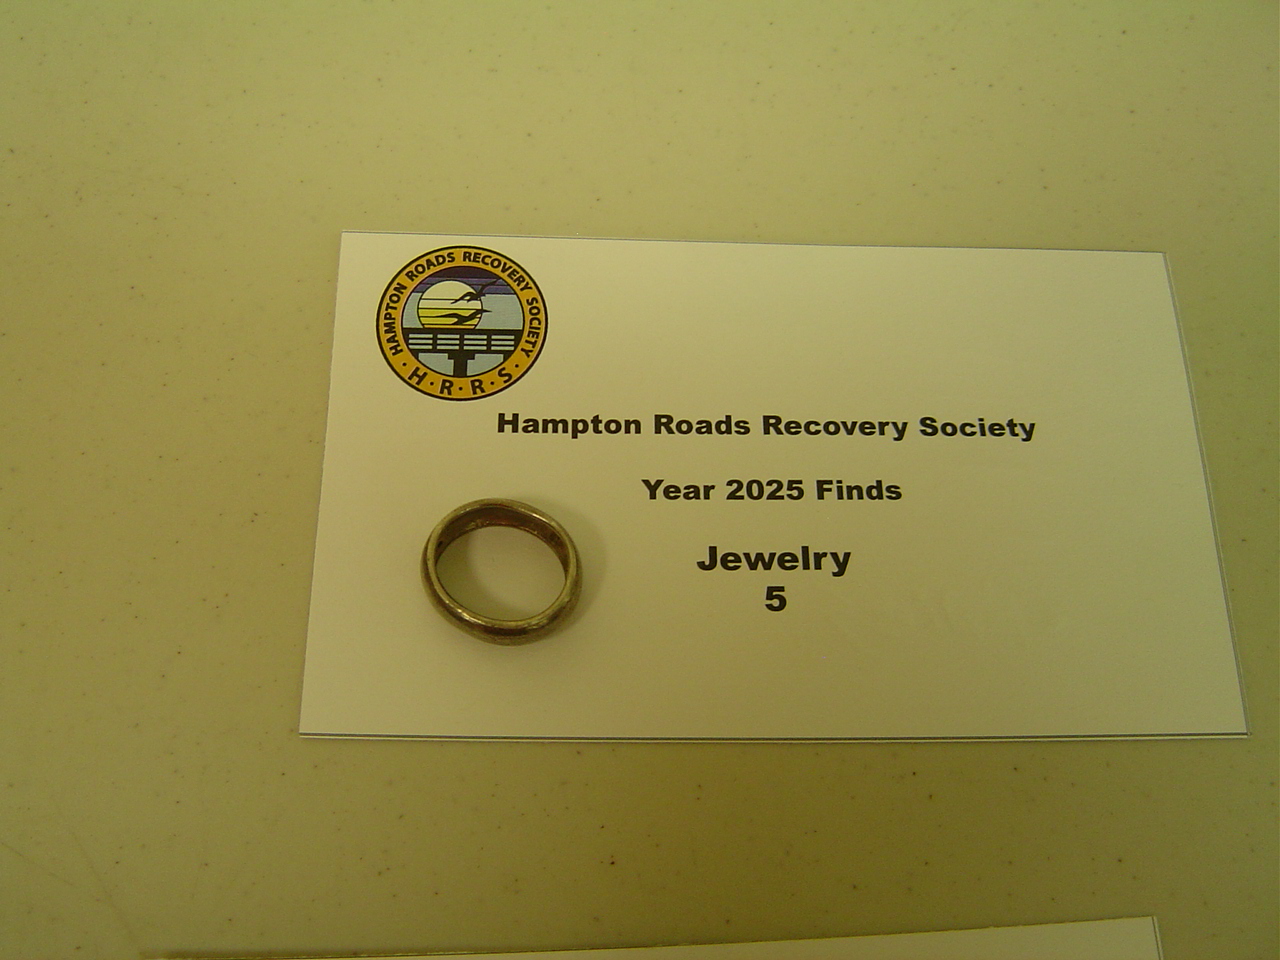 HAMPTON ROADS RECOVERY SOCIETY
· H · R · R · S ·
Hampton Roads Recovery Society
Year 2025 Finds
Jewelry
5